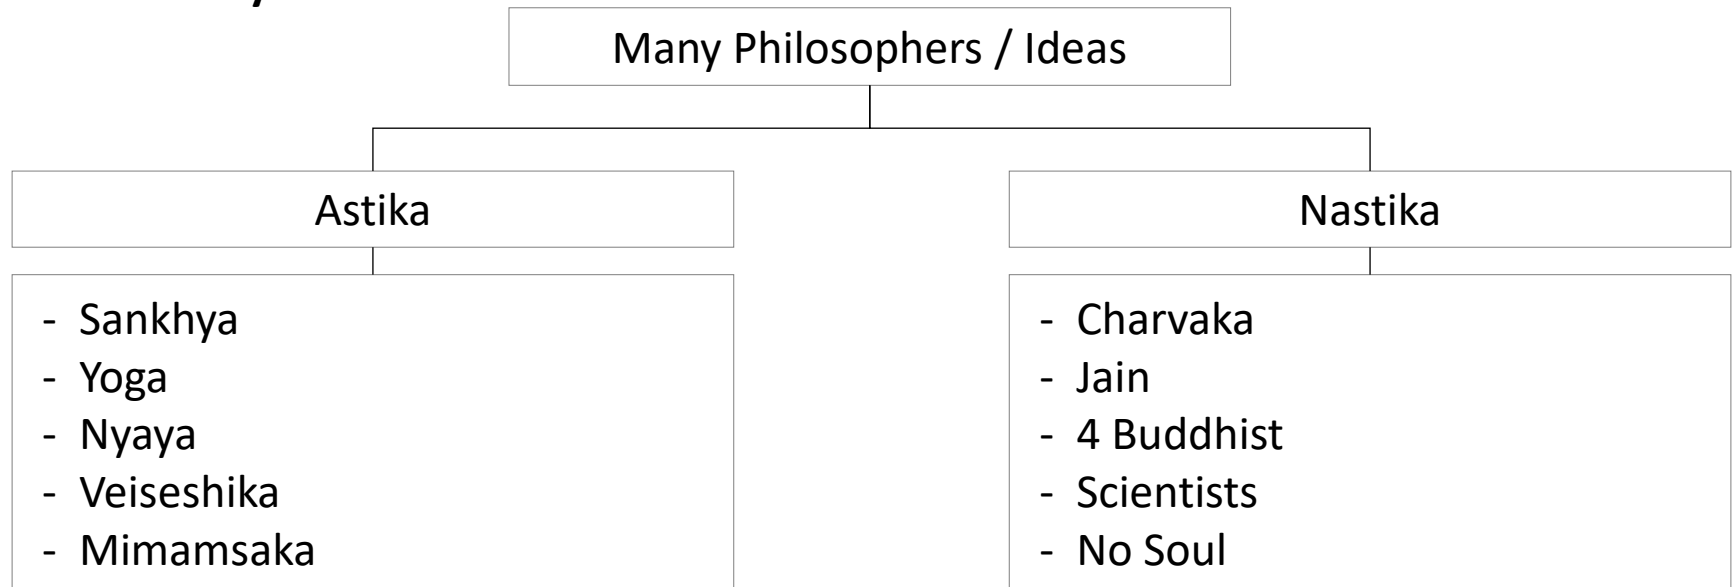 Many Philosophers / Ideas
Astika
Nastika
- Sankhya
- Yoga
- Nyaya
- Veiseshika
- Mimamsaka
- Charvaka
- Jain
- 4 Buddhist
- Scientists
- No Soul